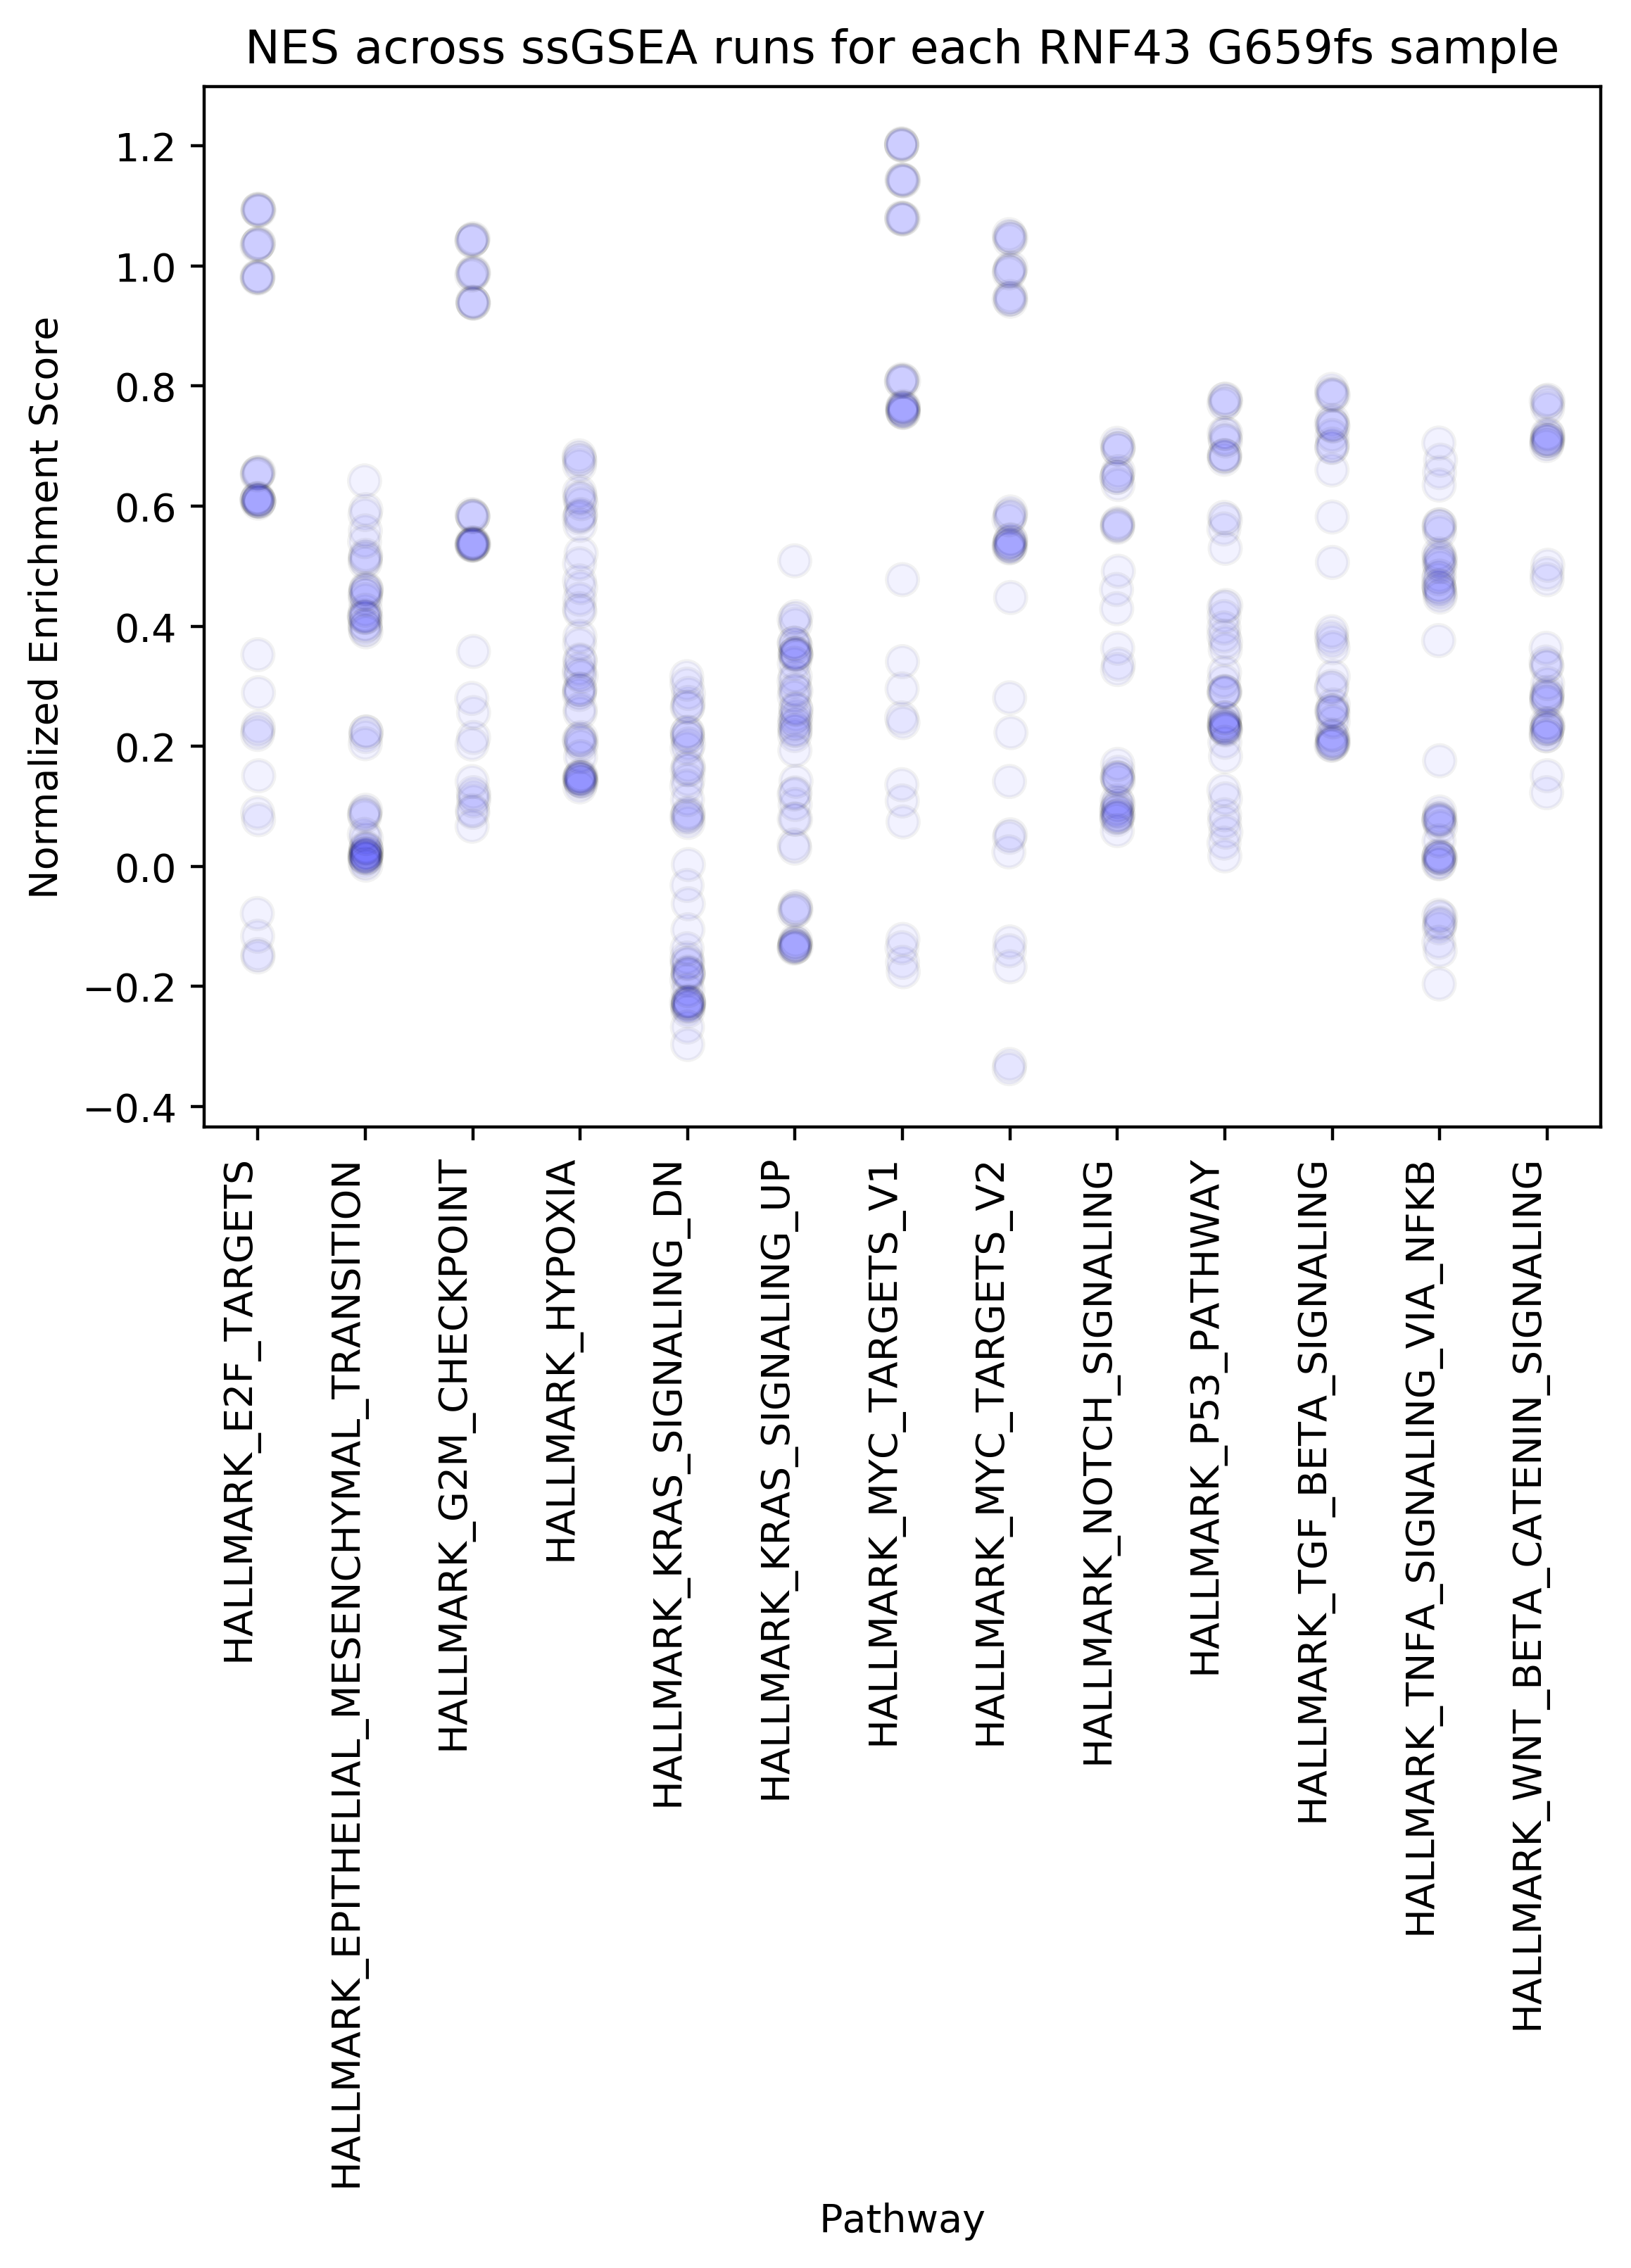 NES across ssGSEA runs for each RNF43 G659fs sample
Normalized Enrichment Score
1.2
1.0
0.8
0.6
0.4
0.2
0.0
−0.2
−0.4
HALLMARK_E2F_TARGETS
HALLMARK_EPITHELIAL_MESENCHYMAL_TRANSITION
HALLMARK_G2M_CHECKPOINT
HALLMARK_HYPOXIA
HALLMARK_KRAS_SIGNALING_DN
HALLMARK_KRAS_SIGNALING_UP
HALLMARK_MYC_TARGETS_V1
HALLMARK_MYC_TARGETS_V2
HALLMARK_NOTCH_SIGNALING
HALLMARK_P53_PATHWAY
HALLMARK_TGF_BETA_SIGNALING
HALLMARK_TNFA_SIGNALING_VIA_NFKB
HALLMARK_WNT_BETA_CATENIN_SIGNALING
Pathway